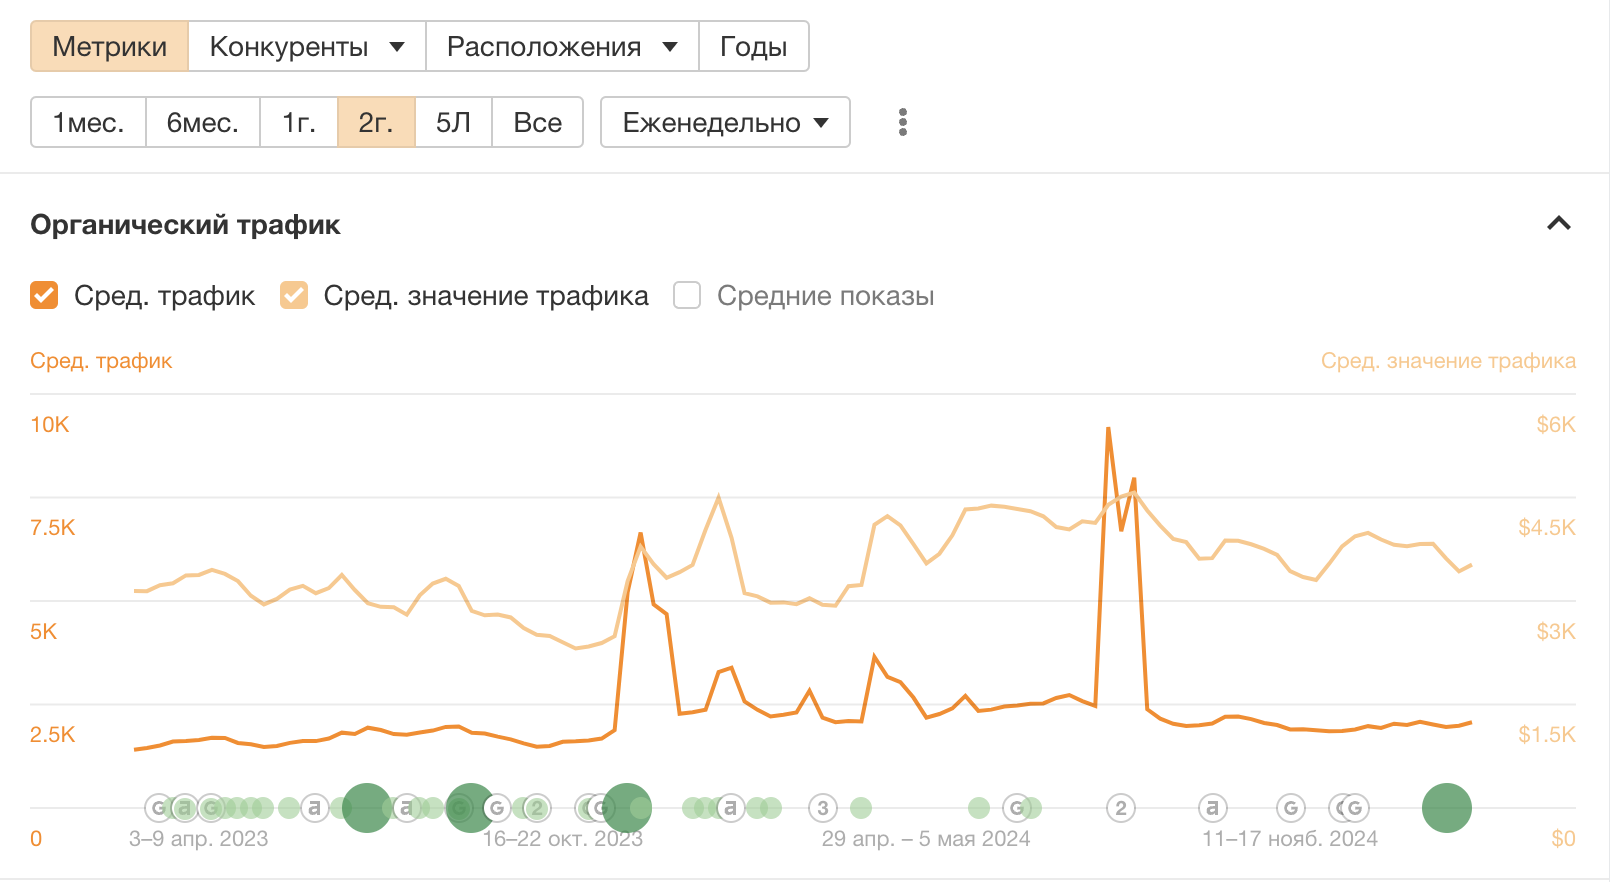 Метрики Конкуренты Расположения Годы
1мес. 6мес. 1г. 2г. 5Л Все Еженедельно
Органический трафик
Сред. трафик Сред. значение трафика Средние показы
Сред. трафик Сред. значение трафика
10K $6K
7.5K $4.5K
5K $3K
2.5K $1.5K
G a G a a G G 2 G a 3 G 2 a G G G
0 3–9 апр. 2023 16–22 окт. 2023 29 апр. – 5 мая 2024 11–17 нояб. 2024 $0